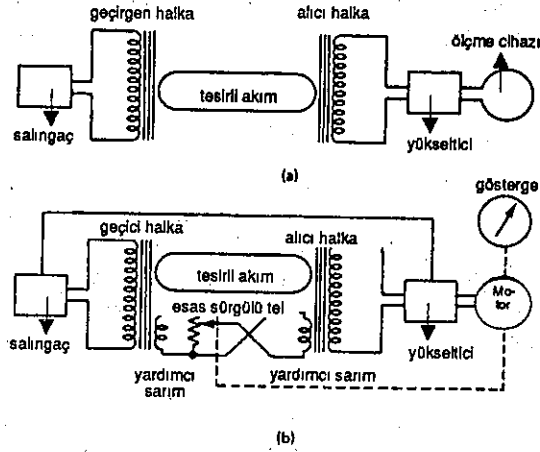 geçirgen halka
alıcı halka
ölçme cihazı
tesirli akım
salıngaç
yükseltici
(a)
gösterge
geçici halka
alıcı halka
tesirli akım
Mo-
tor
esas sürgülü tel
salıngaç
yükseltici
yardımcı
sarım
yardımcı sarım
(b)